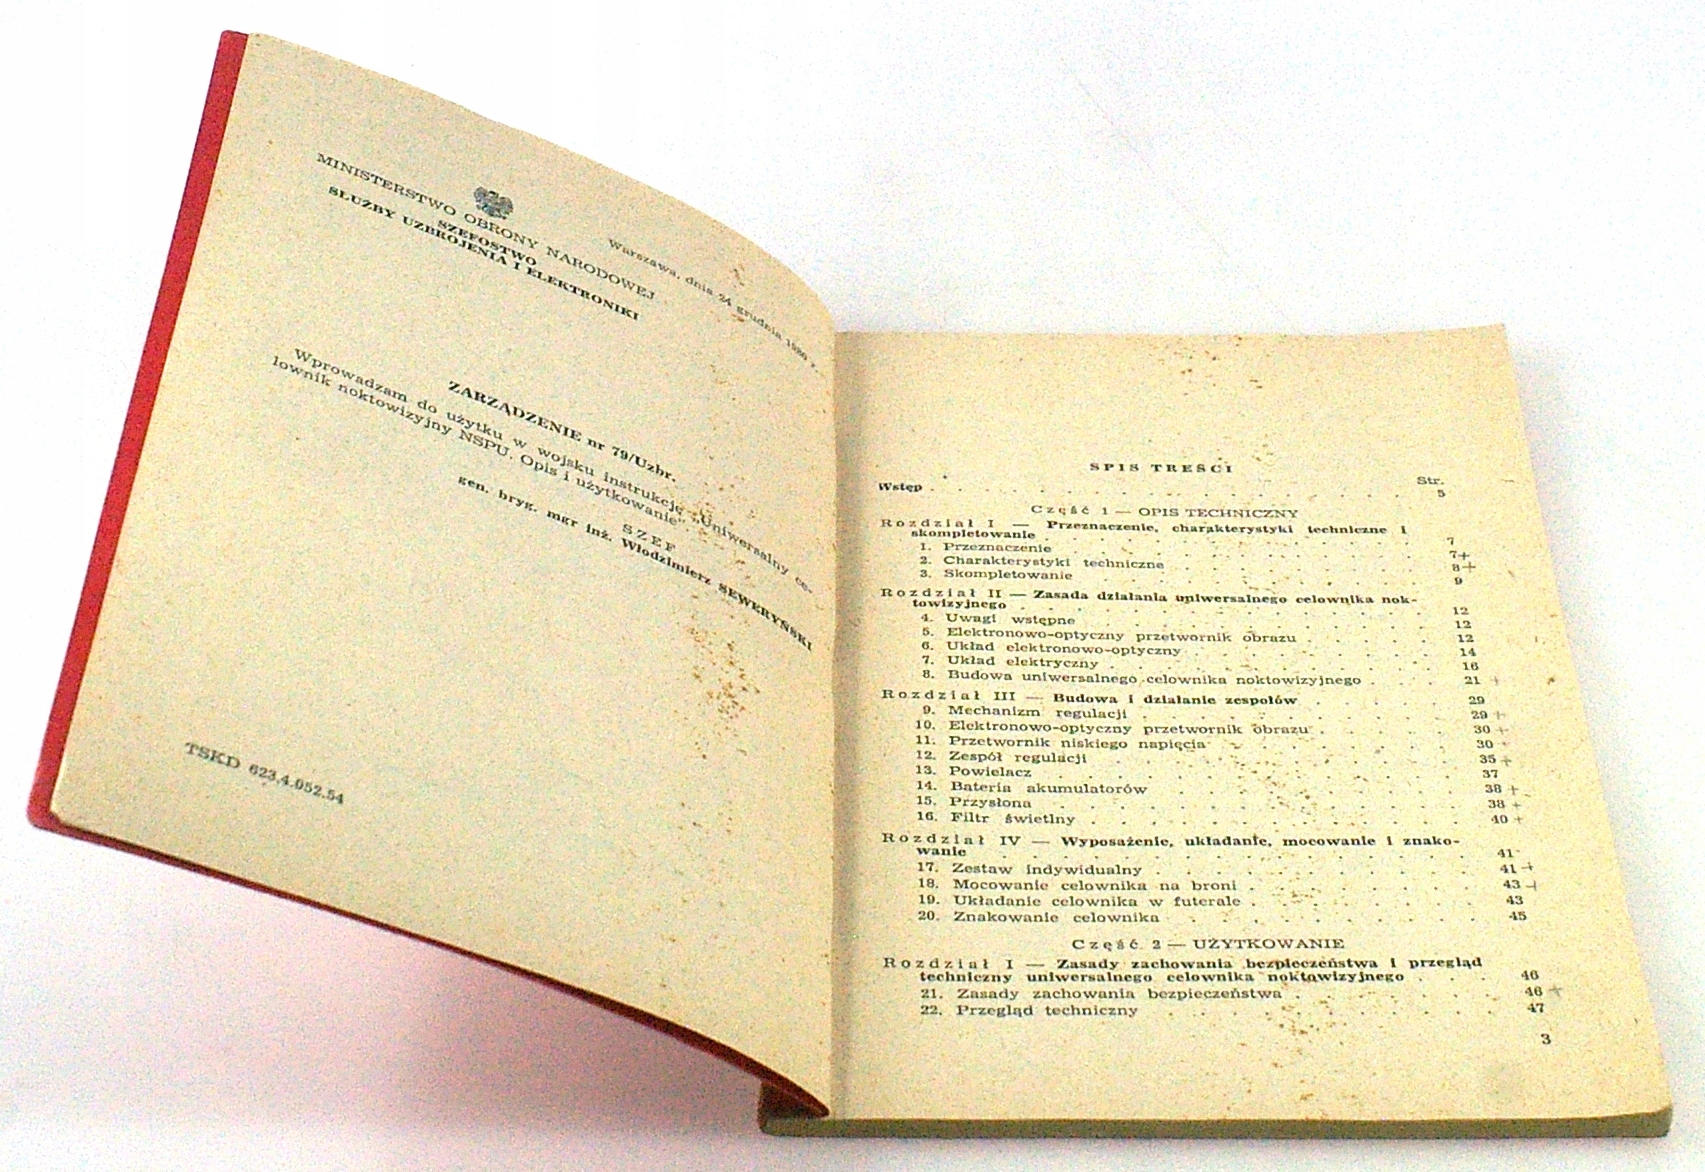 MINISTERSTWO OBRONY NARODOWEJ
SZEFOSTWO
SŁUŻBY UZBROJENIA I ELEKTRONIKI
Warszawa, dnia 24 grudnia 1980 r.
ZARZĄDZENIE nr 79/Uzbr.
Wprowadzam do użytku w wojsku instrukcję „Uniwersalny ce-
lownik noktowizyjny NSPU. Opis i użytkowanie".
SZEF
gen. bryg. mgr inż. Włodzimierz SEWERYŃSKI
TSKD 623.4.052.54
SPIS TREŚCI
Str.
Wstęp . . . 5
Część 1 — OPIS TECHNICZNY
Rozdział I — Przeznaczenie, charakterystyki techniczne i
skompletowanie . . . 7
1. Przeznaczenie . . . 7+
2. Charakterystyki techniczne . . . 8+
3. Skompletowanie . . . 9
Rozdział II — Zasada działania uniwersalnego celownika nok-
towizyjnego . . . 12
4. Uwagi wstępne . . . 12
5. Elektronowo-optyczny przetwornik obrazu . . . 12
6. Układ elektronowo-optyczny . . . 14
7. Układ elektryczny . . . 16
8. Budowa uniwersalnego celownika noktowizyjnego . . . 21 +
Rozdział III — Budowa i działanie zespołów . . . 29
9. Mechanizm regulacji . . . 29 +
10. Elektronowo-optyczny przetwornik obrazu . . . 30 +
11. Przetwornik niskiego napięcia . . . 30
12. Zespół regulacji . . . 35 +
13. Powielacz . . . 37
14. Bateria akumulatorów . . . 38 +
15. Przysłona . . . 38 +
16. Filtr świetlny . . . 40 +
Rozdział IV — Wyposażenie, układanie, mocowanie i znako-
wanie . . . 41
17. Zestaw indywidualny . . . 41 +
18. Mocowanie celownika na broni . . . 43 +
19. Układanie celownika w futerale . . . 43
20. Znakowanie celownika . . . 45
Część 2 — UŻYTKOWANIE
Rozdział I — Zasady zachowania bezpieczeństwa i przegląd
techniczny uniwersalnego celownika noktowizyjnego . . . 46
21. Zasady zachowania bezpieczeństwa . . . 46 +
22. Przegląd techniczny . . . 47
3